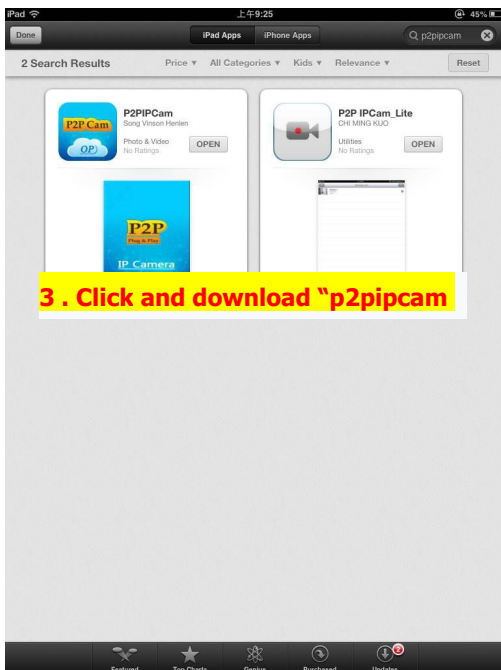 iPad 上午9:25 45%
Done iPad Apps iPhone Apps p2pipcam
2 Search Results Price ▾ All Categories ▾ Kids ▾ Relevance ▾ Reset
P2P Cam
OP
P2PIPCam
Song Vinson Henlen
Photo & Video
No Ratings
OPEN
P2P
Plug & Play
IP Camera
P2P IPCam_Lite
CHI MING KUO
Utilities
No Ratings
OPEN
3 . Click and download “p2pipcam
Featured Top Charts Genius Purchased Updates
2